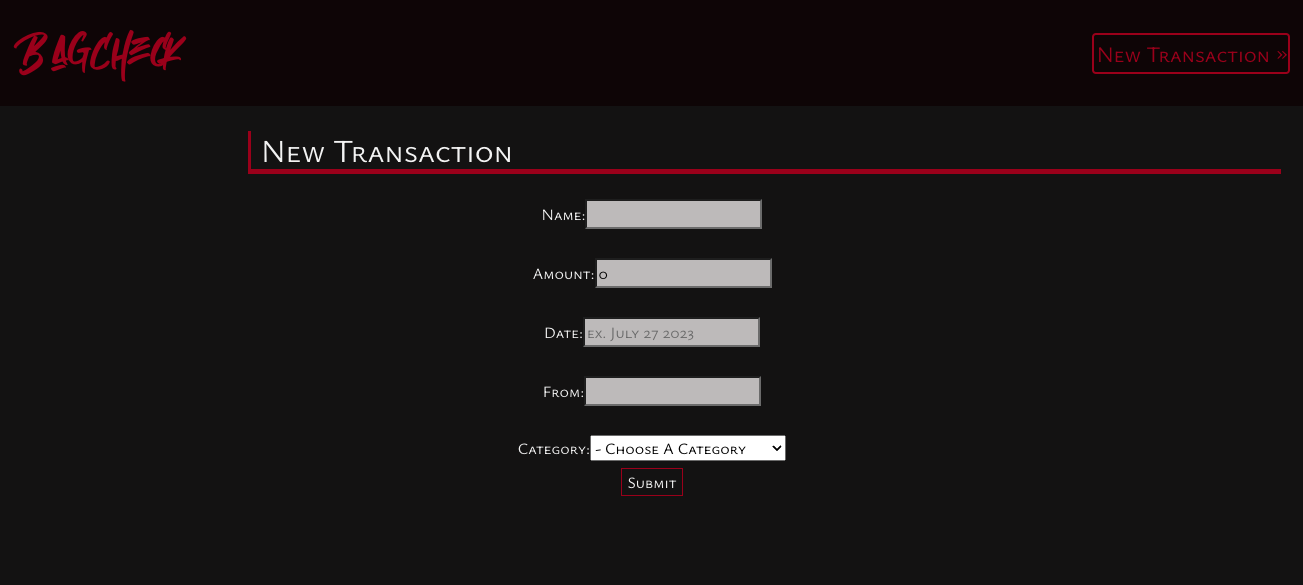 BAGCHECK
New Transaction »
New Transaction
Name:
Amount: 0
Date: ex. July 27 2023
From:
Category: - Choose A Category
Submit